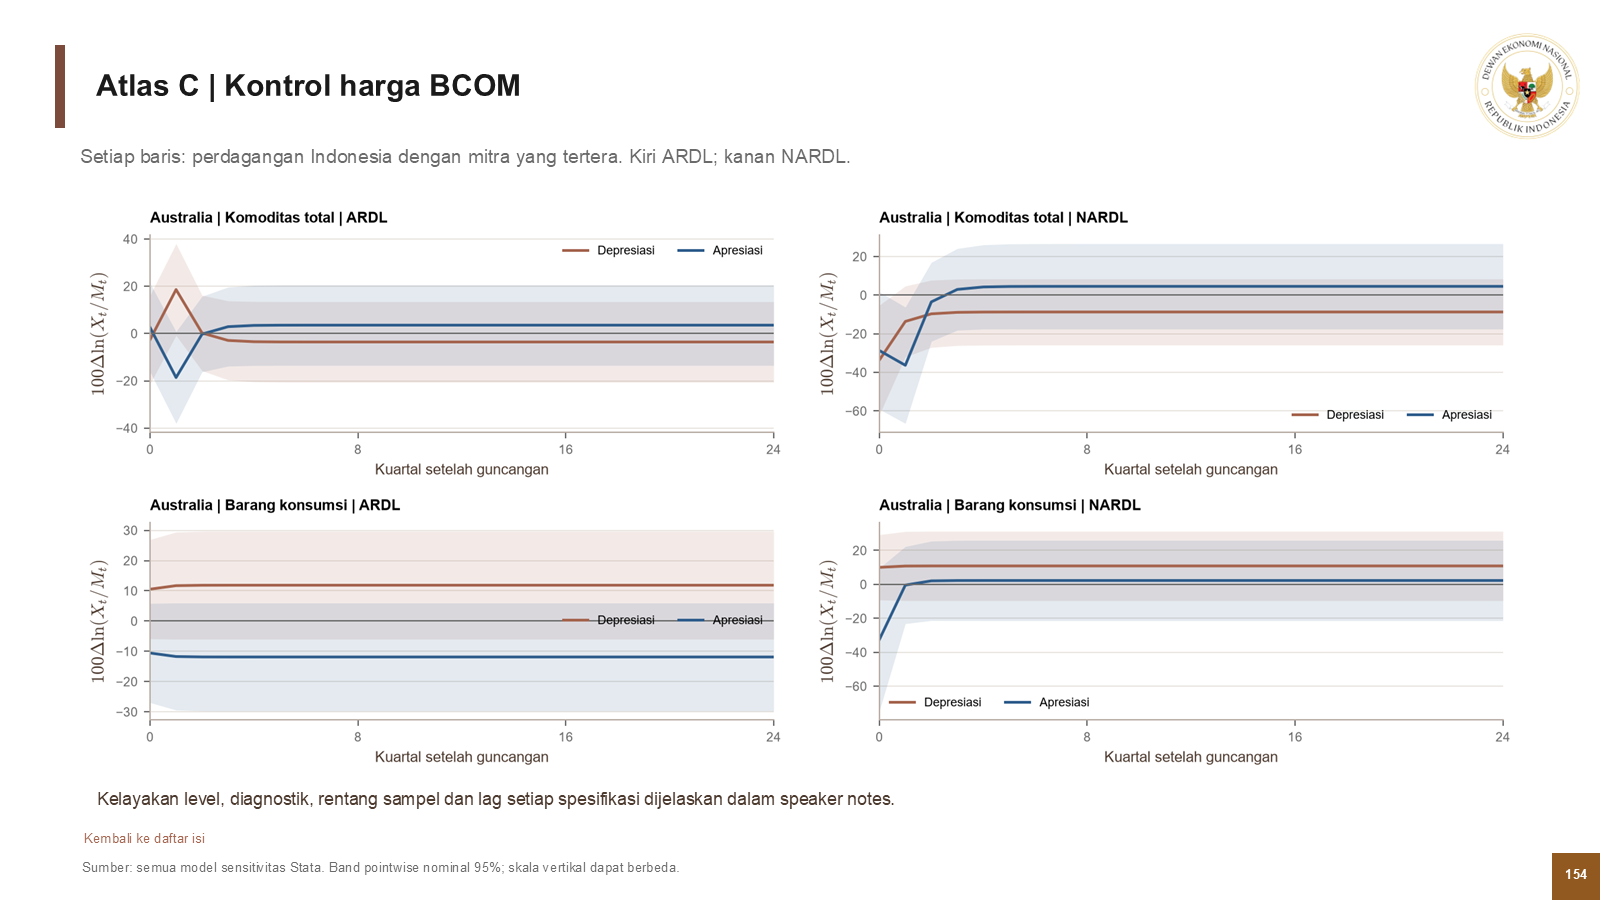 Atlas C | Kontrol harga BCOM
DEWAN EKONOMI NASIONAL
REPUBLIK INDONESIA
Setiap baris: perdagangan Indonesia dengan mitra yang tertera. Kiri ARDL; kanan NARDL.
Australia | Komoditas total | ARDL
40
20
0
−20
−40
100Δln(Xₜ/Mₜ)
Depresiasi
Apresiasi
0
8
16
24
Kuartal setelah guncangan
Australia | Komoditas total | NARDL
20
0
−20
−40
−60
100Δln(Xₜ/Mₜ)
Depresiasi
Apresiasi
0
8
16
24
Kuartal setelah guncangan
Australia | Barang konsumsi | ARDL
30
20
10
0
−10
−20
−30
100Δln(Xₜ/Mₜ)
Depresiasi
Apresiasi
0
8
16
24
Kuartal setelah guncangan
Australia | Barang konsumsi | NARDL
20
0
−20
−40
−60
100Δln(Xₜ/Mₜ)
Depresiasi
Apresiasi
0
8
16
24
Kuartal setelah guncangan
Kelayakan level, diagnostik, rentang sampel dan lag setiap spesifikasi dijelaskan dalam speaker notes.
Kembali ke daftar isi
Sumber: semua model sensitivitas Stata. Band pointwise nominal 95%; skala vertikal dapat berbeda.
154